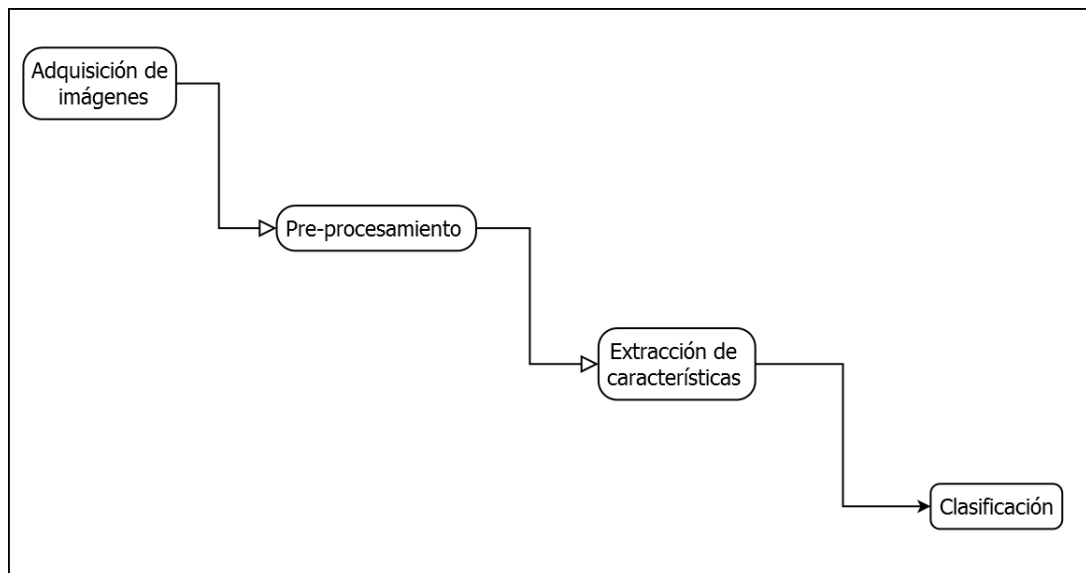 Adquisición de
imágenes
Pre-procesamiento
Extracción de
características
Clasificación